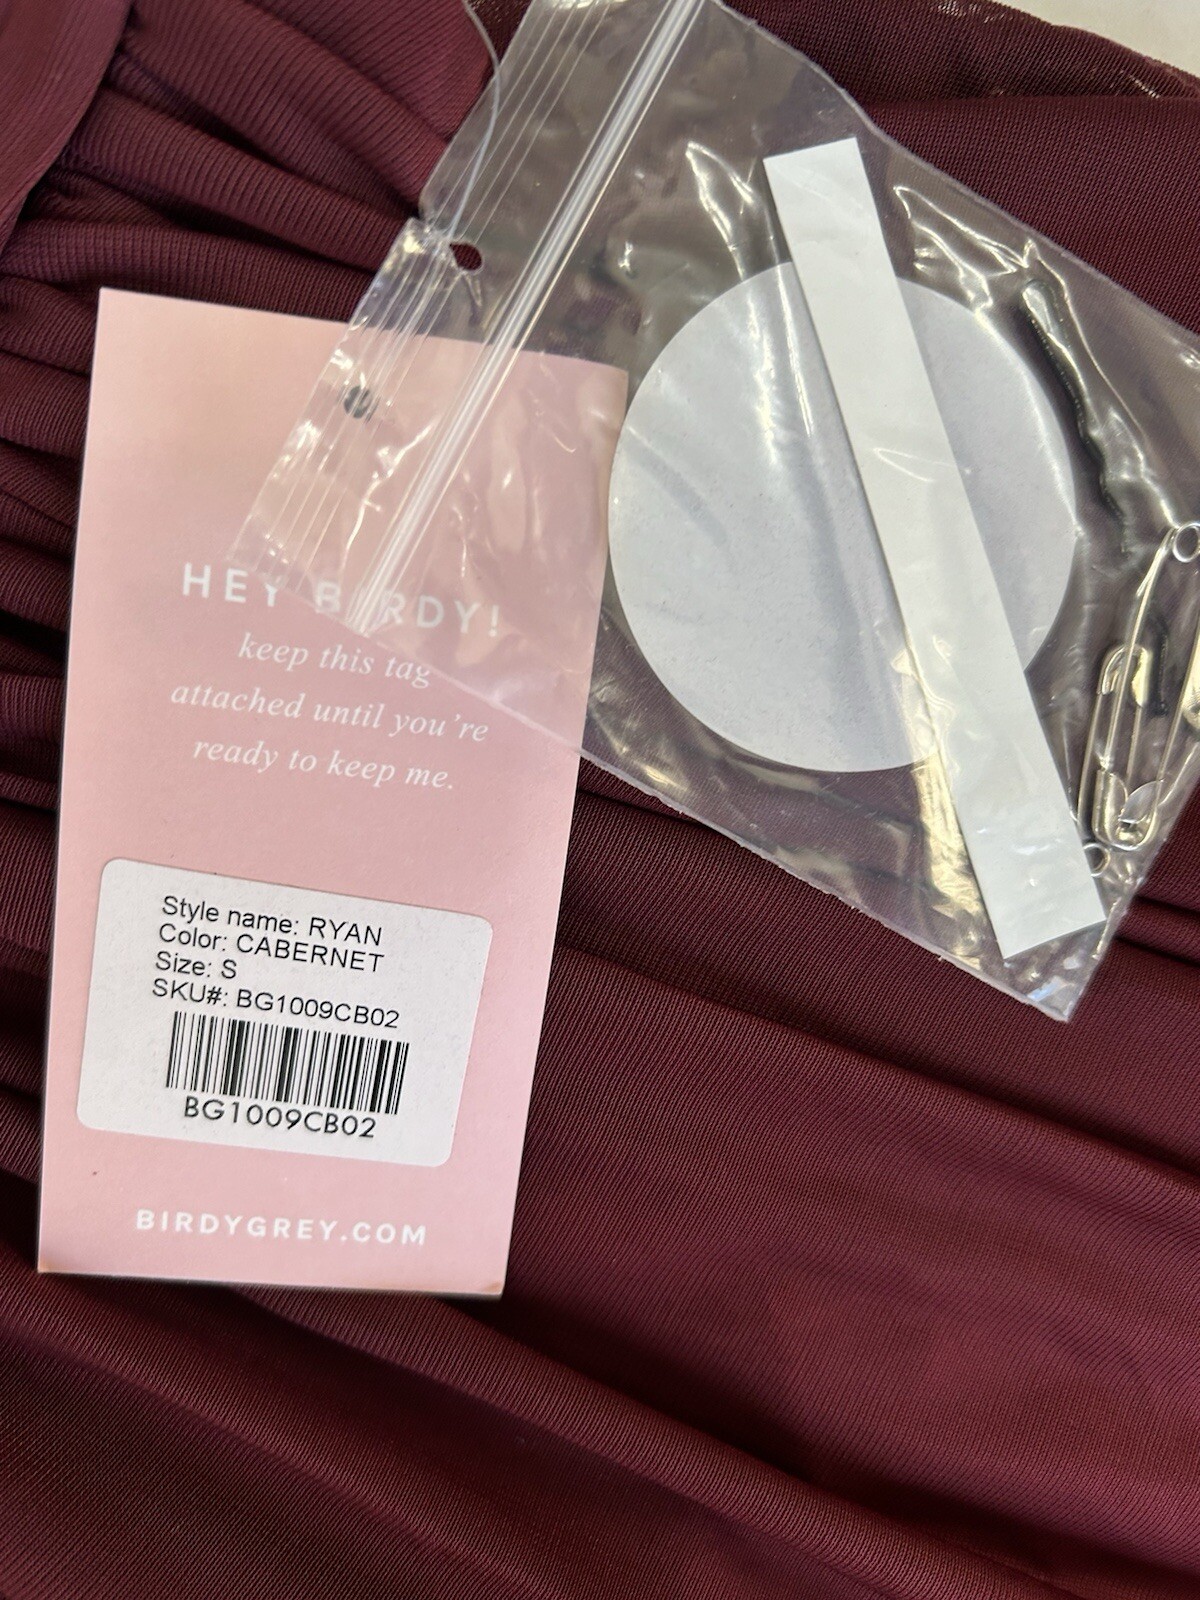 HEY BIRDY!
keep this tag
attached until you're
ready to keep me.
Style name: RYAN
Color: CABERNET
Size: S
SKU#: BG1009CB02
BG1009CB02
BIRDYGREY.COM